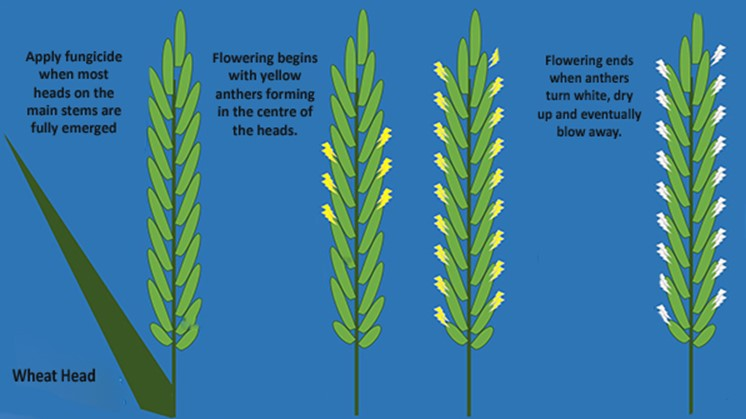 Apply fungicide
when most
heads on the
main stems are
fully emerged
Flowering begins
with yellow
anthers forming
in the centre of
the heads.
Flowering ends
when anthers
turn white, dry
up and eventually
blow away.
Wheat Head